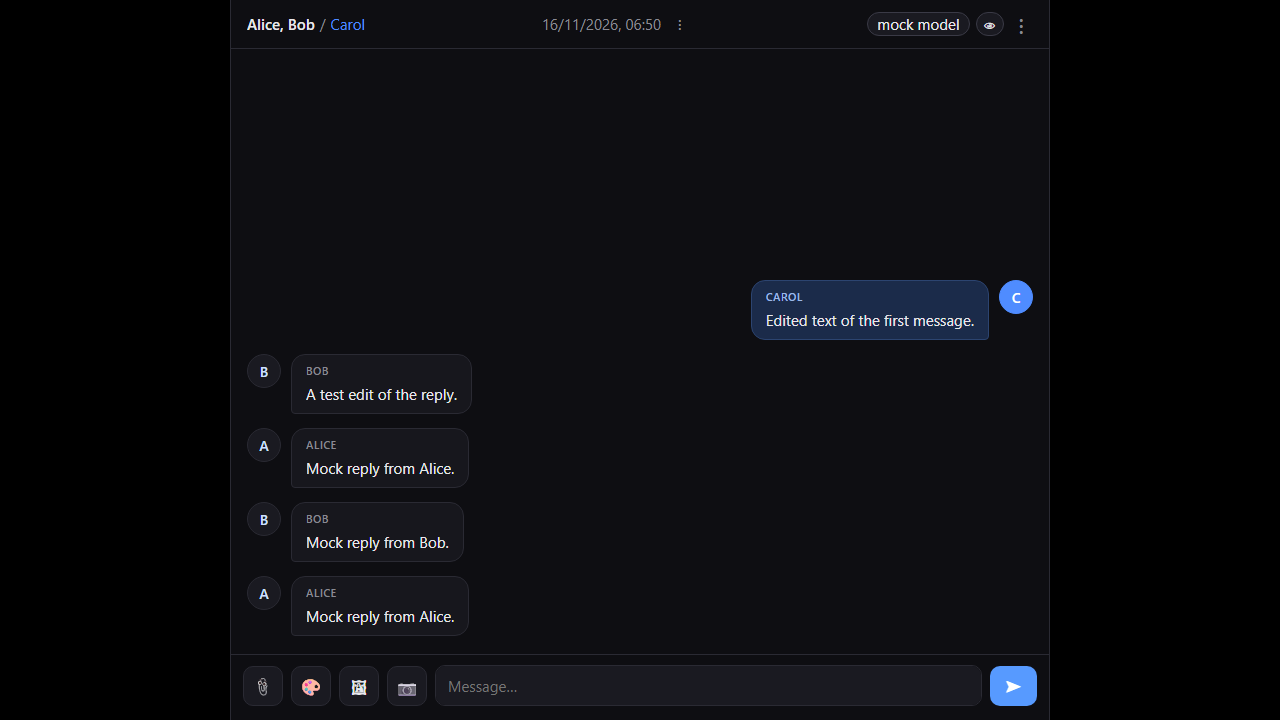 Alice, Bob / Carol
16/11/2026, 06:50
mock model
CAROL
Edited text of the first message.
C
B
BOB
A test edit of the reply.
A
ALICE
Mock reply from Alice.
B
BOB
Mock reply from Bob.
A
ALICE
Mock reply from Alice.
Message...